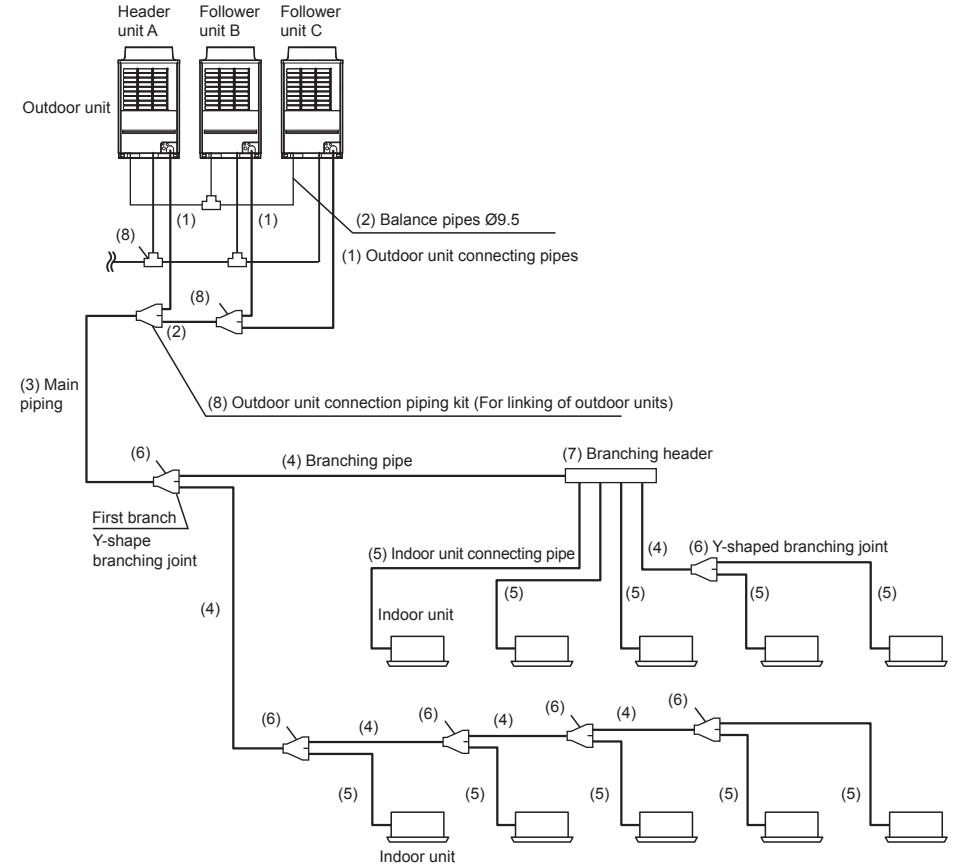 Header
unit A
Follower
unit B
Follower
unit C
Outdoor unit
(1)
(1)
(2) Balance pipes Ø9.5
(8)
(1) Outdoor unit connecting pipes
(8)
(2)
(3) Main
piping
(8) Outdoor unit connection piping kit (For linking of outdoor units)
(6)
(4) Branching pipe
(7) Branching header
First branch
Y-shape
branching joint
(5) Indoor unit connecting pipe
(4)
(6) Y-shaped branching joint
(4)
(5)
(5)
(5)
(5)
Indoor unit
(6)
(4)
(6)
(4)
(6)
(4)
(6)
(5)
(5)
(5)
(5)
(5)
Indoor unit